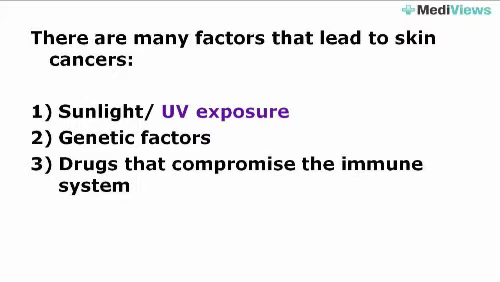 MediViews
There are many factors that lead to skin
cancers:
1) Sunlight/ UV exposure
2) Genetic factors
3) Drugs that compromise the immune
system